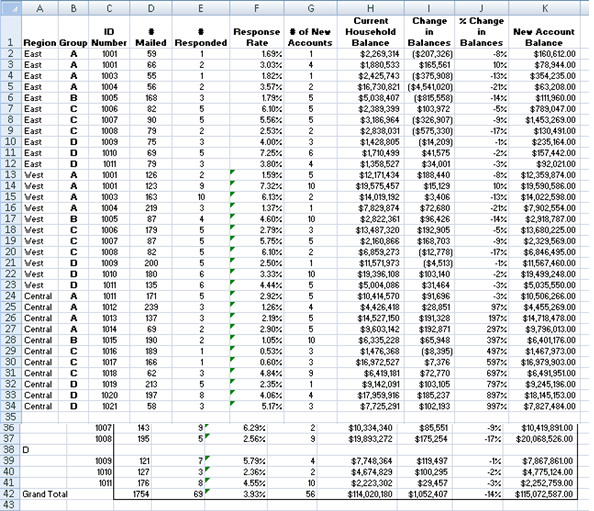 A B C D E F G H I J K
1 Region Group ID Number # Mailed # Responded Response Rate # of New Accounts Current Household Balance Change in Balances % Change in Balances New Account Balance
2 East A 1001 59 1 1.69% 1 $2,269,314 ($207,326) -8% $160,612.00
3 East A 1001 66 2 3.03% 4 $1,880,533 $165,561 10% $78,944.00
4 East A 1003 55 1 1.82% 1 $2,425,743 ($375,908) -13% $354,235.00
5 East A 1004 56 2 3.57% 2 $16,730,821 ($4,541,020) -21% $63,208.00
6 East B 1005 168 3 1.79% 5 $5,038,407 ($815,558) -14% $111,960.00
7 East C 1006 82 5 6.10% 5 $2,389,399 $103,972 -5% $789,047.00
8 East C 1007 90 5 5.56% 5 $3,186,964 ($326,907) -9% $1,453,269.00
9 East C 1008 79 2 2.53% 2 $2,838,031 ($575,330) -17% $130,491.00
10 East D 1009 75 3 4.00% 3 $1,428,805 ($14,209) -1% $235,164.00
11 East D 1010 69 5 7.25% 6 $1,710,499 $41,575 -2% $157,442.00
12 East D 1011 79 3 3.80% 4 $1,358,527 $34,001 -3% $92,021.00
13 West A 1001 126 2 1.59% 5 $12,171,434 $188,440 -8% $12,359,874.00
14 West A 1001 123 9 7.32% 10 $19,575,457 $15,129 10% $19,590,586.00
15 West A 1003 163 10 6.13% 2 $14,019,192 $3,406 -13% $14,022,598.00
16 West A 1004 219 3 1.37% 1 $7,829,874 $72,680 -21% $7,902,554.00
17 West B 1005 87 4 4.60% 10 $2,822,361 $96,426 -14% $2,918,787.00
18 West C 1006 179 5 2.79% 3 $13,487,320 $192,905 -5% $13,680,225.00
19 West C 1007 87 5 5.75% 5 $2,160,866 $168,703 -9% $2,329,569.00
20 West C 1008 82 5 6.10% 2 $6,859,273 ($12,778) -17% $6,846,495.00
21 West D 1009 200 5 2.50% 1 $11,571,973 ($4,513) -1% $11,567,460.00
22 West D 1010 180 6 3.33% 10 $19,396,108 $103,140 -2% $19,499,248.00
23 West D 1011 135 6 4.44% 5 $5,004,086 $31,464 -3% $5,035,550.00
24 Central A 1011 171 5 2.92% 5 $10,414,570 $91,696 -3% $10,506,266.00
25 Central A 1012 239 3 1.26% 4 $4,426,418 $28,851 97% $4,455,269.00
26 Central A 1013 137 3 2.19% 5 $14,527,150 $191,328 197% $14,718,478.00
27 Central A 1014 69 2 2.90% 5 $9,603,142 $192,871 297% $9,796,013.00
28 Central B 1015 190 2 1.05% 10 $6,335,228 $65,948 397% $6,401,176.00
29 Central C 1016 189 1 0.53% 3 $1,476,368 ($8,395) 497% $1,467,973.00
30 Central C 1017 166 1 0.60% 3 $16,972,527 $7,376 597% $16,979,903.00
31 Central C 1018 62 3 4.84% 9 $6,419,181 $72,770 697% $6,491,951.00
32 Central D 1019 213 5 2.35% 1 $9,142,091 $103,105 797% $9,245,196.00
33 Central D 1020 197 8 4.06% 4 $17,959,916 $185,237 897% $18,145,153.00
34 Central D 1021 58 3 5.17% 3 $7,725,291 $102,193 997% $7,827,484.00
35
36 1007 143 9 6.29% 2 $10,334,340 $85,551 -9% $10,419,891.00
37 1008 195 5 2.56% 9 $19,893,272 $175,254 -17% $20,068,526.00
38 D
39 1009 121 7 5.79% 4 $7,748,364 $119,497 -1% $7,867,861.00
40 1010 127 3 2.36% 2 $4,674,829 $100,295 -2% $4,775,124.00
41 1011 176 8 4.55% 10 $2,223,302 $29,457 -3% $2,252,759.00
42 Grand Total 1754 69 3.93% 56 $114,020,180 $1,052,407 -14% $115,072,587.00
43